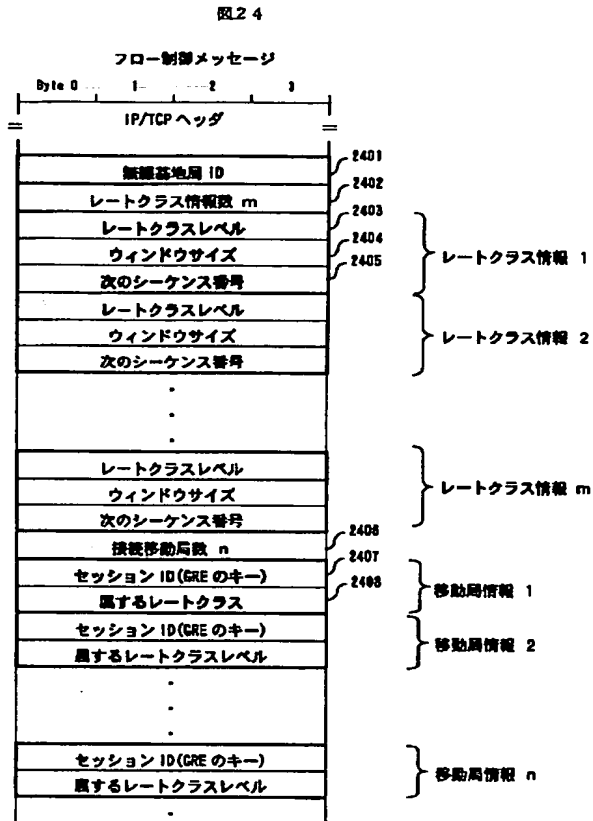 図24
フロー制御メッセージ
Byte 0 1 2 3
IP/TCP ヘッダ
無線基地局 ID 2401
レートクラス情報数 m 2402
レートクラスレベル 2403
ウィンドウサイズ 2404
次のシーケンス番号 2405
レートクラス情報 1
レートクラスレベル
ウィンドウサイズ
次のシーケンス番号
レートクラス情報 2
レートクラスレベル
ウィンドウサイズ
次のシーケンス番号
レートクラス情報 m
接続移動局数 n 2406
セッション ID(GRE のキー) 2407
属するレートクラス 2408
移動局情報 1
セッション ID(GRE のキー)
属するレートクラスレベル
移動局情報 2
セッション ID(GRE のキー)
属するレートクラスレベル
移動局情報 n